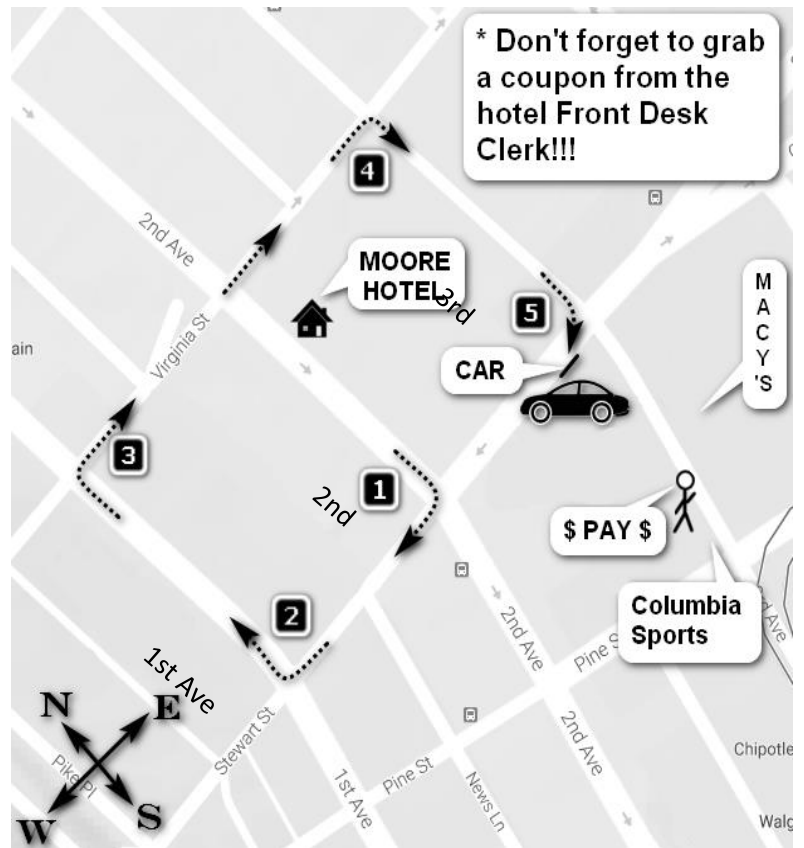 * Don't forget to grab
a coupon from the
hotel Front Desk
Clerk!!!
4
2nd Ave
MOORE
HOTEL
3rd
5
M
A
C
Y
'S
Virginia St
ain
CAR
3
1
2nd
$ PAY $
2
Columbia
Sports
rd Ave
2nd Ave
Pine S
1st Ave
N
E
W
S
Stewart St
Pike Pl
1st Ave
Pine St
News Ln
2nd Ave
Chipotle
Walg